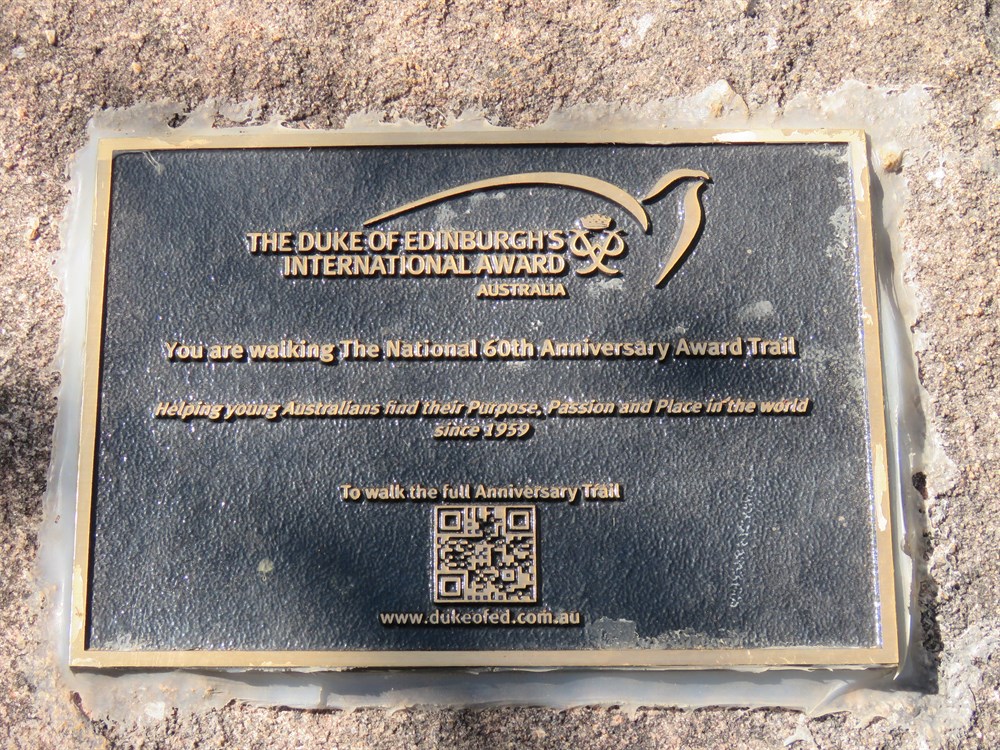 THE DUKE OF EDINBURGH'S
INTERNATIONAL AWARD
AUSTRALIA
You are walking The National 60th Anniversary Award Trail
Helping young Australians find their Purpose, Passion and Place in the world
since 1959
To walk the full Anniversary Trail
www.dukeofed.com.au